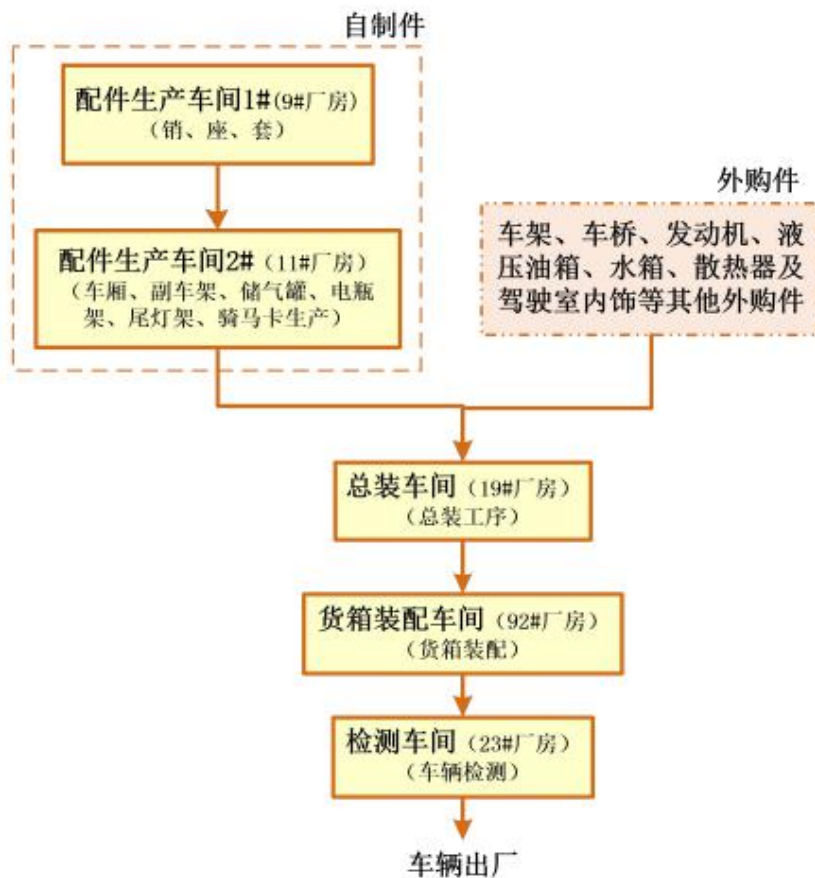 自制件
配件生产车间1#(9#厂房)
（销、座、套）
外购件
配件生产车间2#（11#厂房）
（车厢、副车架、储气罐、电瓶
架、尾灯架、骑马卡生产）
车架、车桥、发动机、液
压油箱、水箱、散热器及
驾驶室内饰等其他外购件
总装车间（19#厂房）
（总装工序）
货箱装配车间（92#厂房）
（货箱装配）
检测车间（23#厂房）
（车辆检测）
车辆出厂